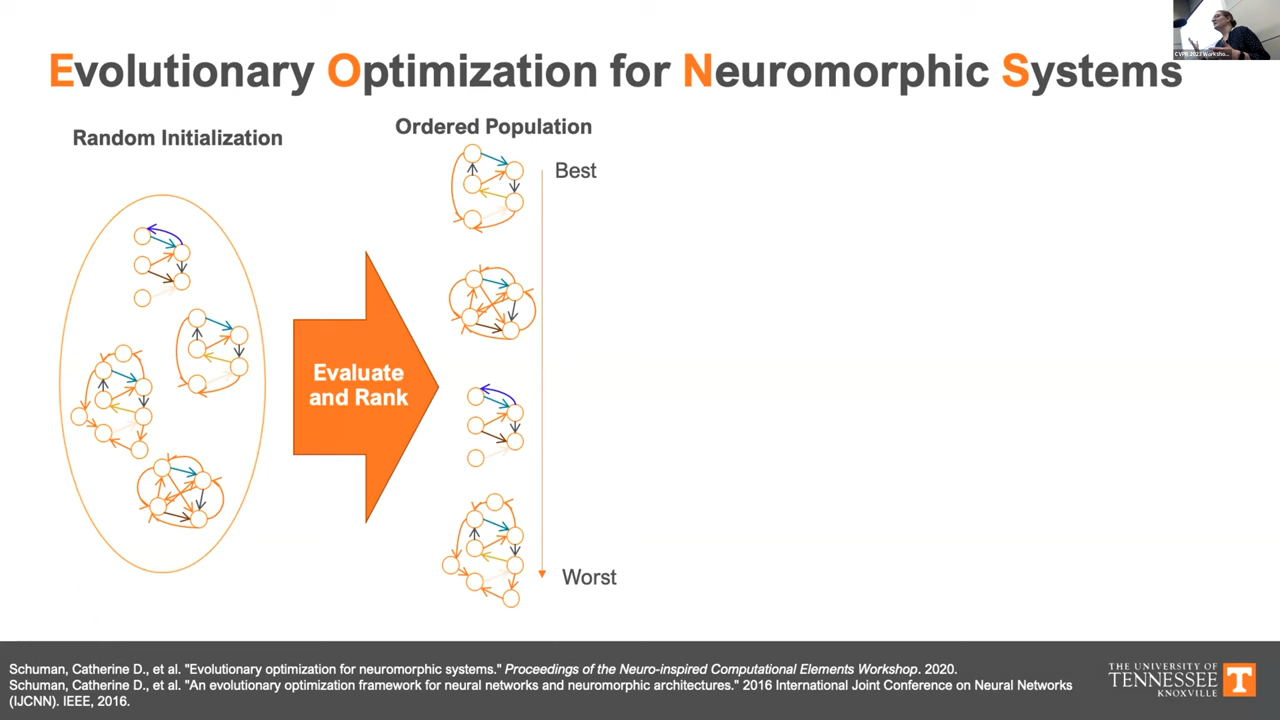 Evolutionary Optimization for Neuromorphic Systems
Random Initialization
Ordered Population
Best
Evaluate
and Rank
Worst
Schuman, Catherine D., et al. "Evolutionary optimization for neuromorphic systems." Proceedings of the Neuro-inspired Computational Elements Workshop. 2020.
Schuman, Catherine D., et al. "An evolutionary optimization framework for neural networks and neuromorphic architectures." 2016 International Joint Conference on Neural Networks
(IJCNN). IEEE, 2016.
THE UNIVERSITY OF
TENNESSEE
KNOXVILLE
T
CVPR 2023 Worksho...